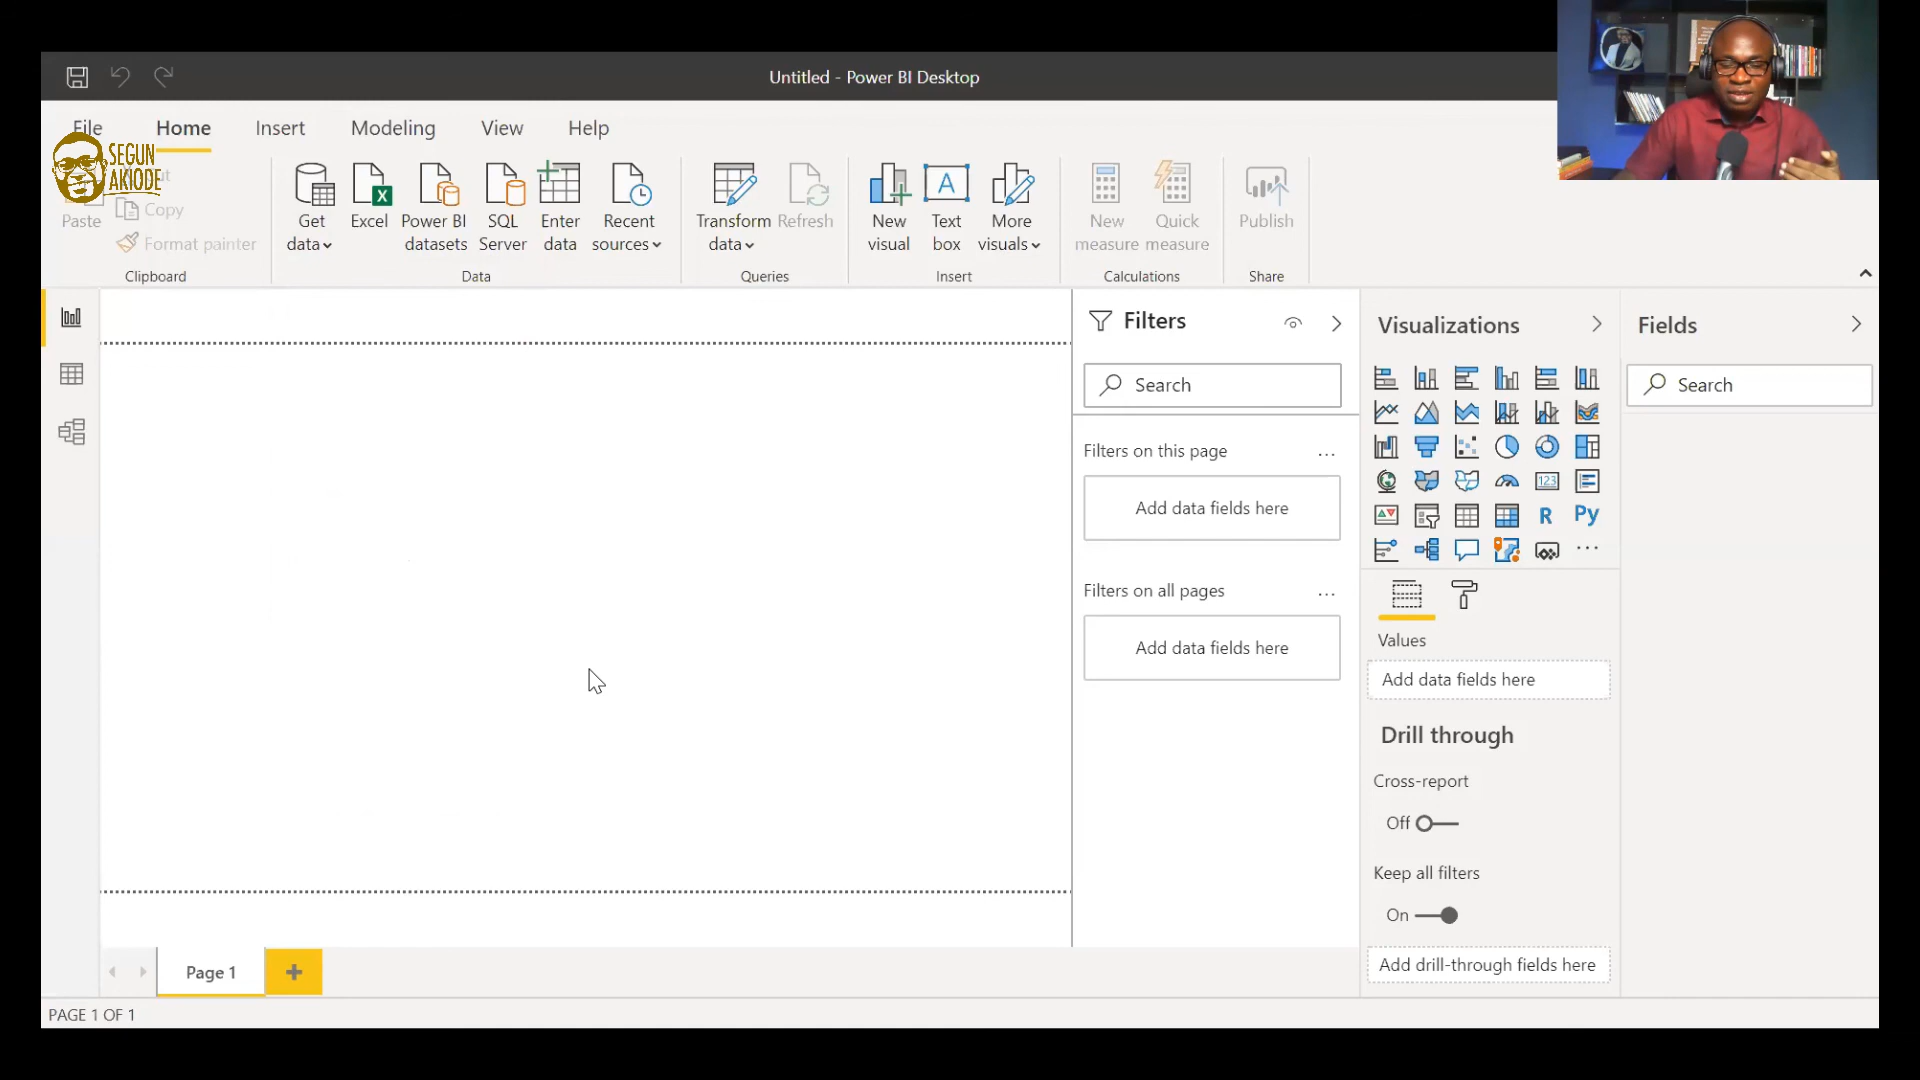 Untitled - Power BI Desktop
File Home Insert Modeling View Help
SEGUN
AKIODE
Paste
Copy
Format painter
Clipboard
Get
data
Excel
Power BI
datasets
SQL
Server
Enter
data
Recent
sources
Data
Transform
data
Refresh
Queries
New
visual
Text
box
More
visuals
Insert
New
measure
Quick
measure
Calculations
Publish
Share
Filters
Search
Filters on this page
Add data fields here
Filters on all pages
Add data fields here
Visualizations
123
R
Py
Values
Add data fields here
Drill through
Cross-report
Off
Keep all filters
On
Add drill-through fields here
Fields
Search
Page 1
PAGE 1 OF 1